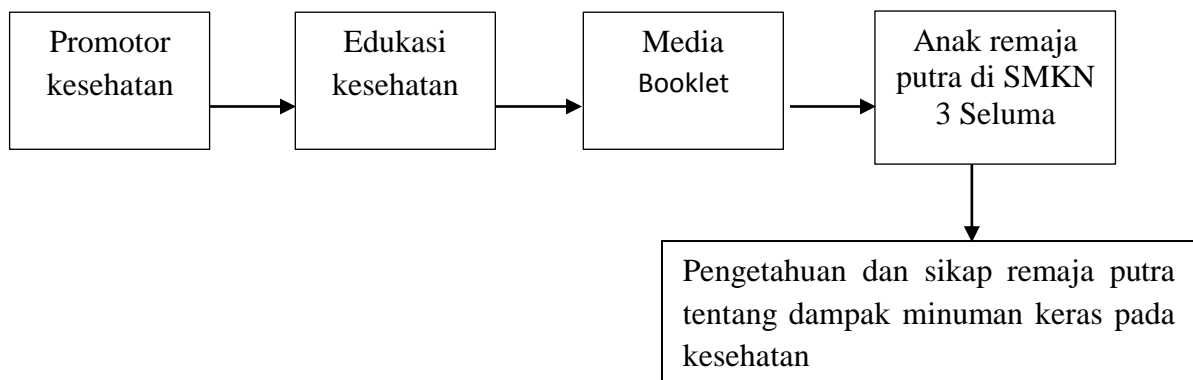 Promotor
kesehatan
Edukasi
kesehatan
Media
Booklet
Anak remaja
putra di SMKN
3 Seluma
Pengetahuan dan sikap remaja putra
tentang dampak minuman keras pada
kesehatan